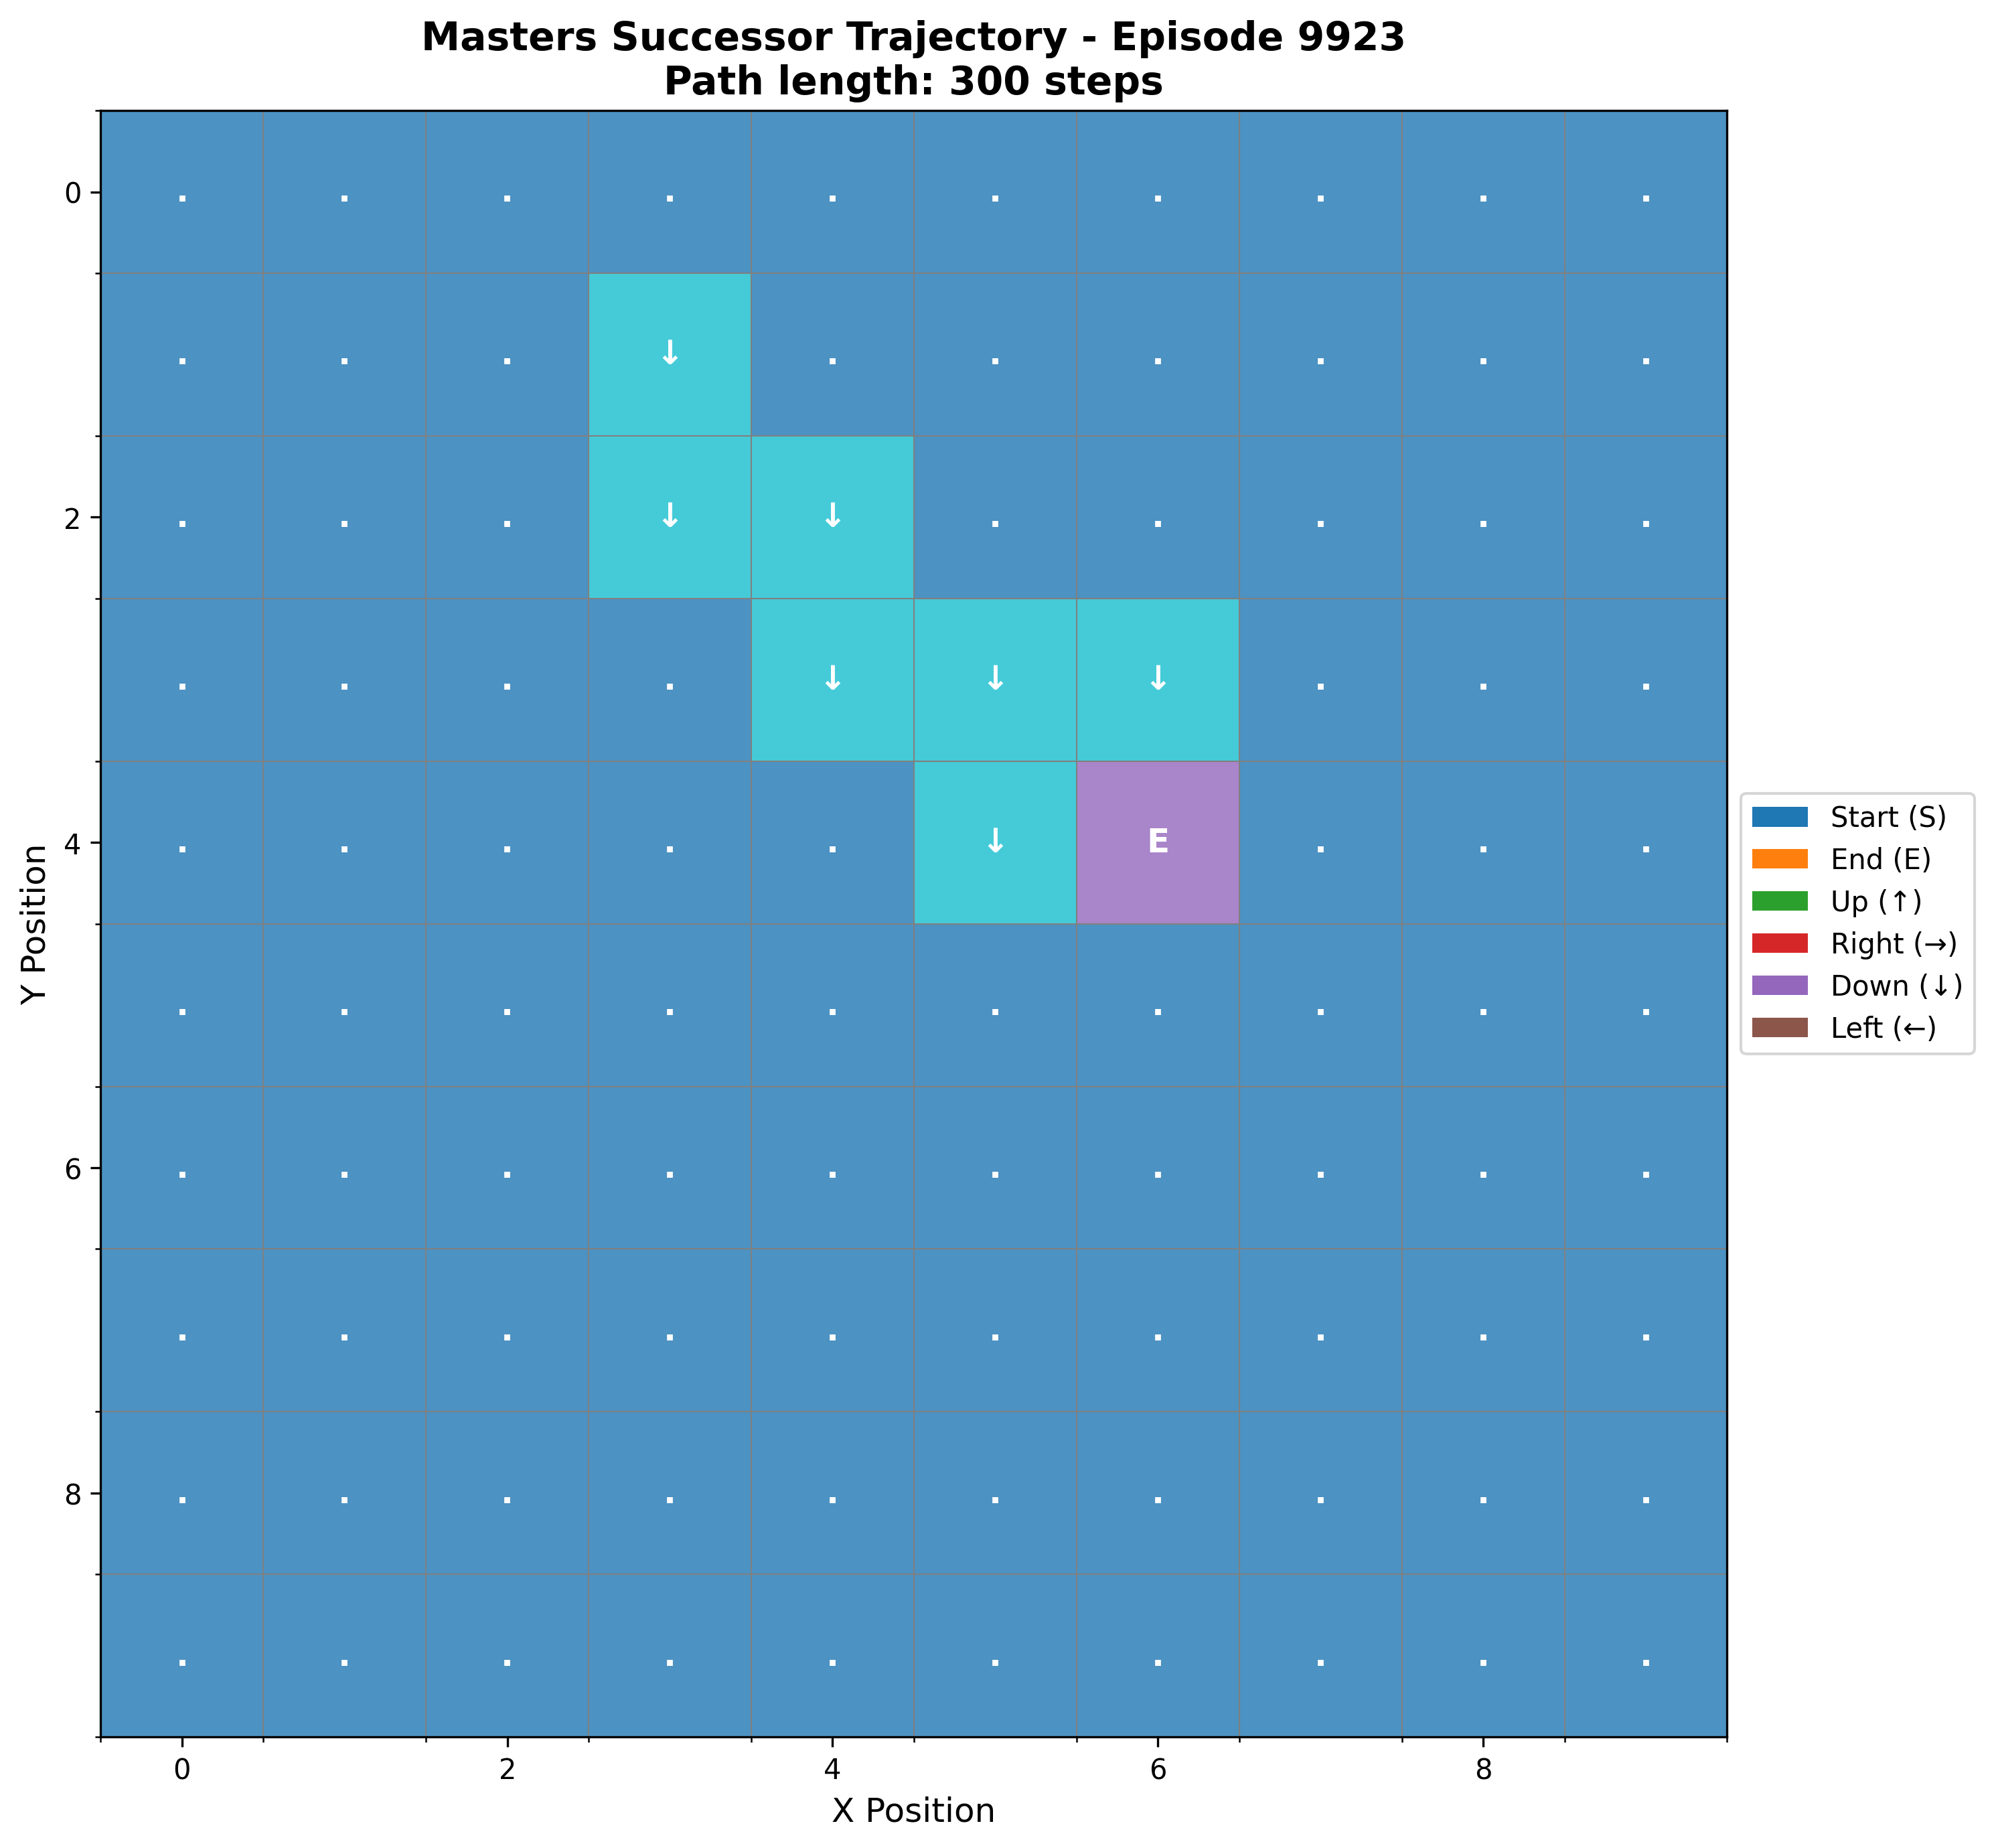 Masters Successor Trajectory - Episode 9923
Path length: 300 steps
0
. . . . . . . . . .
. . . ↓ . . . . . .
2
. . . ↓ ↓ . . . . .
. . . . ↓ ↓ ↓ . . .
4
. . . . . ↓ E . . .
. . . . . . . . . .
6
. . . . . . . . . .
. . . . . . . . . .
8
. . . . . . . . . .
. . . . . . . . . .
0 2 4 6 8
X Position
Y Position
Start (S)
End (E)
Up (↑)
Right (→)
Down (↓)
Left (←)